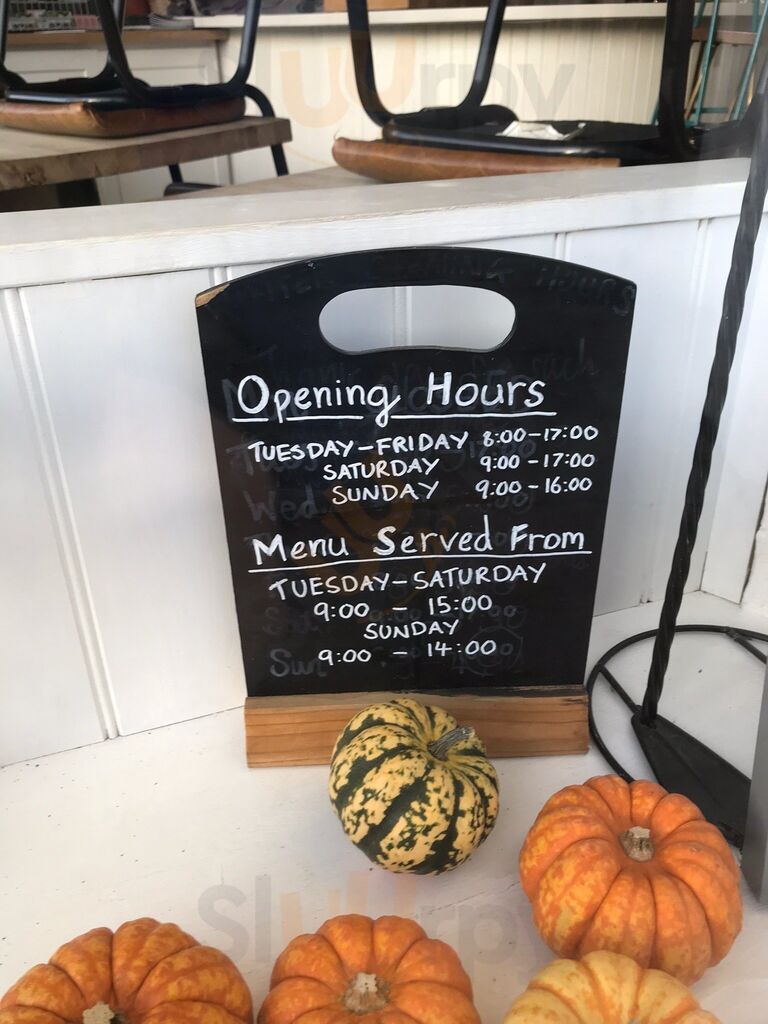 Opening Hours
TUESDAY-FRIDAY 8:00-17:00
SATURDAY 9:00-17:00
SUNDAY 9:00-16:00
Menu Served From
TUESDAY-SATURDAY
9:00 - 15:00
SUNDAY
9:00 - 14:00
Sluurpy